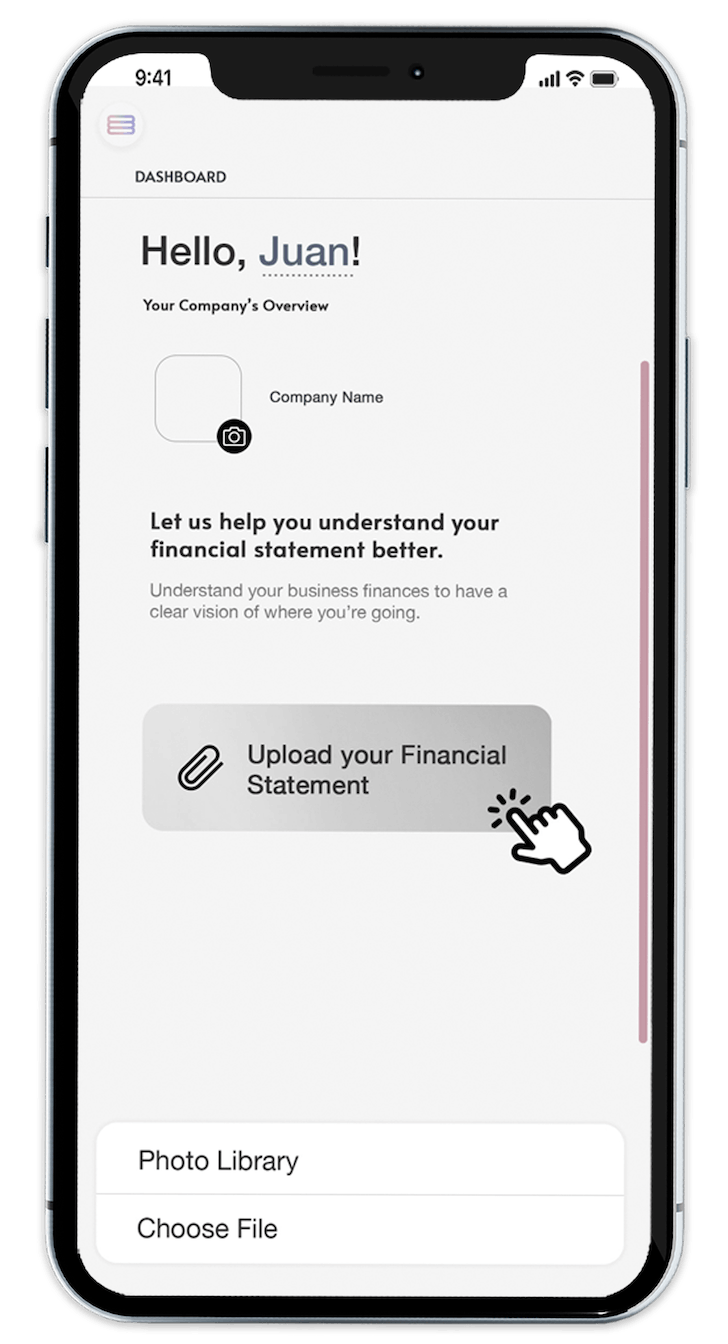 9:41
DASHBOARD
Hello, Juan!
Your Company's Overview
Company Name
Let us help you understand your
financial statement better.
Understand your business finances to have a
clear vision of where you're going.
Upload your Financial
Statement
Photo Library
Choose File